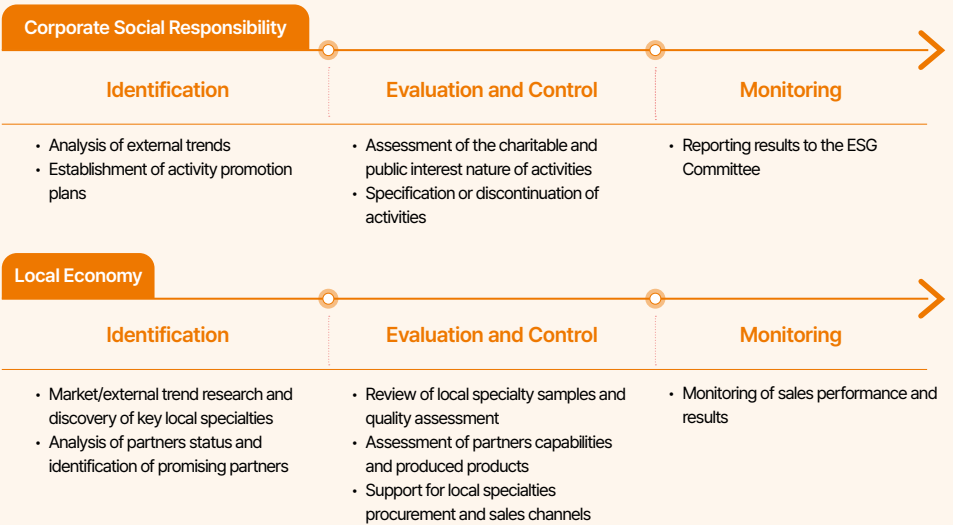 Corporate Social Responsibility
Identification
Evaluation and Control
Monitoring
• Analysis of external trends
• Establishment of activity promotion
plans
• Assessment of the charitable and
public interest nature of activities
• Specification or discontinuation of
activities
• Reporting results to the ESG
Committee
Local Economy
Identification
Evaluation and Control
Monitoring
• Market/external trend research and
discovery of key local specialties
• Analysis of partners status and
identification of promising partners
• Review of local specialty samples and
quality assessment
• Assessment of partners capabilities
and produced products
• Support for local specialties
procurement and sales channels
• Monitoring of sales performance and
results